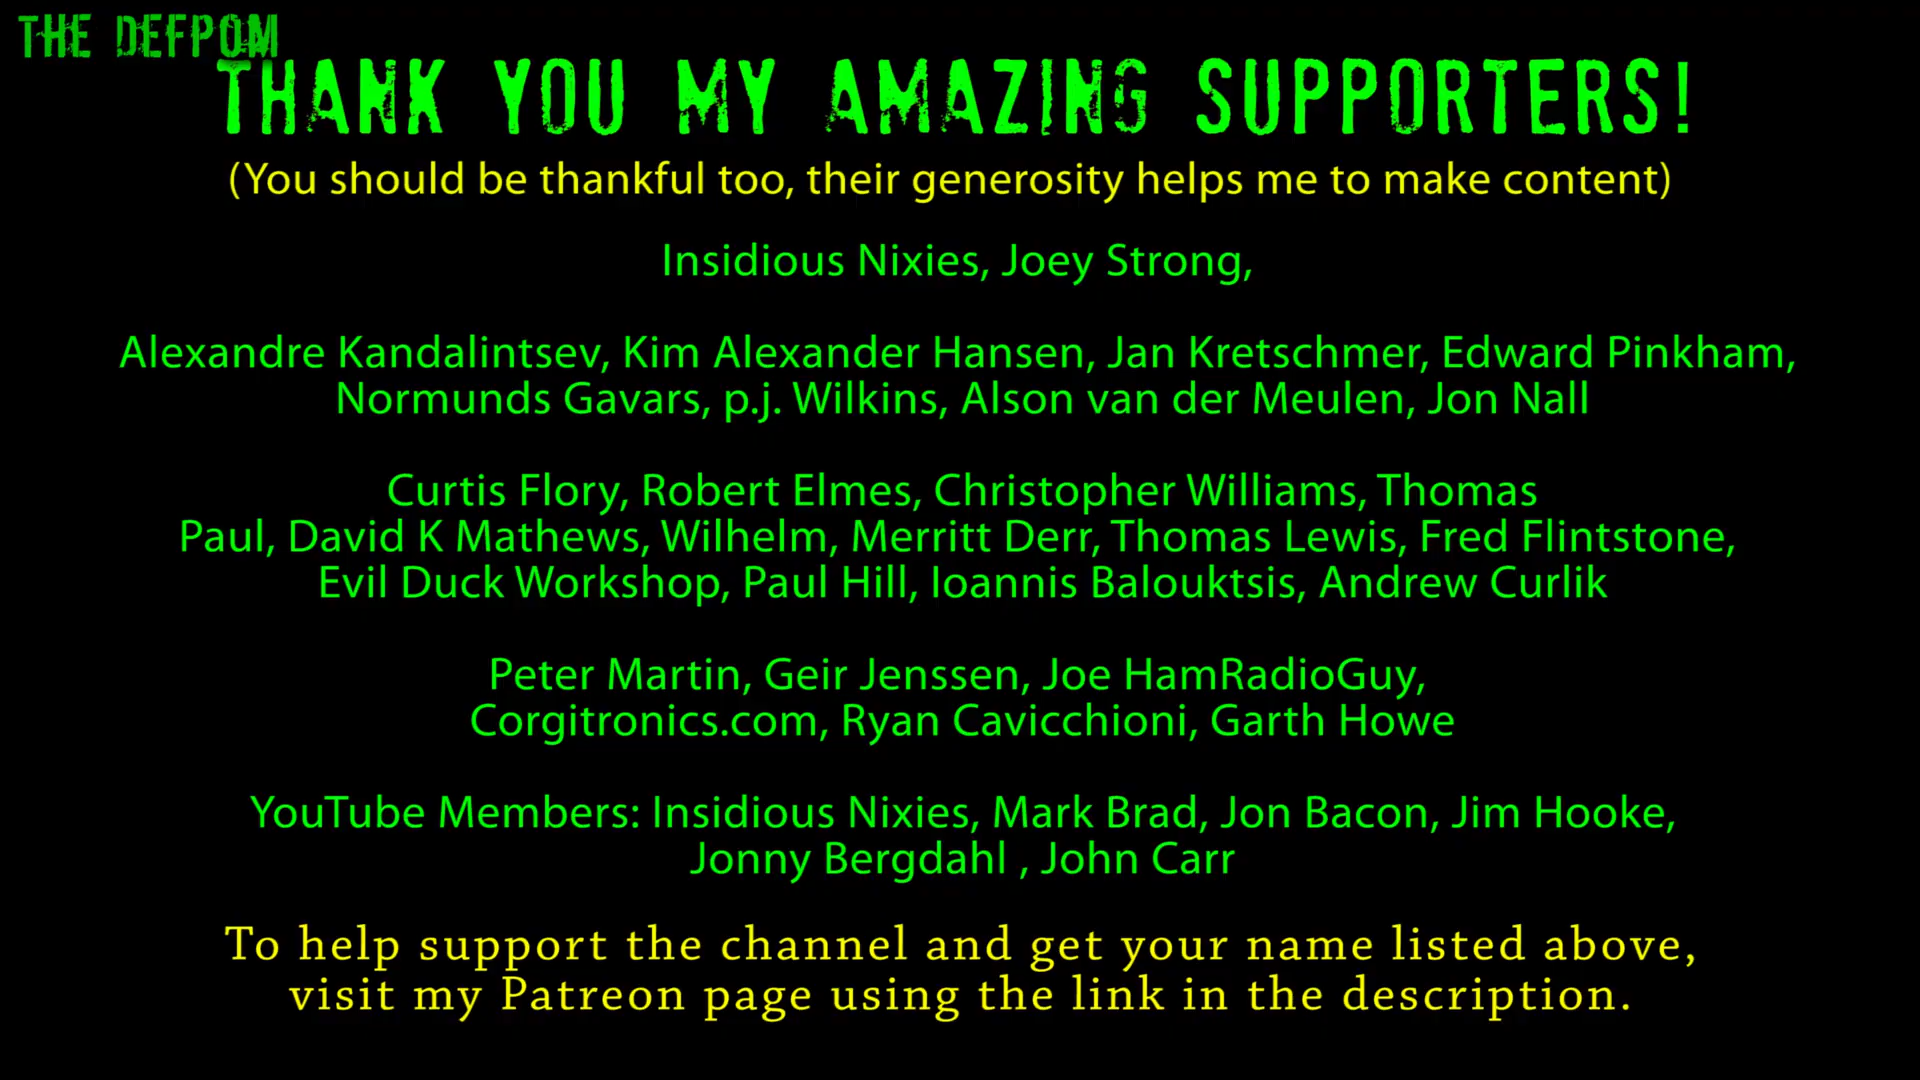 THE DEFPOM
THANK YOU MY AMAZING SUPPORTERS!
(You should be thankful too, their generosity helps me to make content)
Insidious Nixies, Joey Strong,
Alexandre Kandalintsev, Kim Alexander Hansen, Jan Kretschmer, Edward Pinkham,
Normunds Gavars, p.j. Wilkins, Alson van der Meulen, Jon Nall
Curtis Flory, Robert Elmes, Christopher Williams, Thomas
Paul, David K Mathews, Wilhelm, Merritt Derr, Thomas Lewis, Fred Flintstone,
Evil Duck Workshop, Paul Hill, Ioannis Balouktsis, Andrew Curlik
Peter Martin, Geir Jenssen, Joe HamRadioGuy,
Corgitronics.com, Ryan Cavicchioni, Garth Howe
YouTube Members: Insidious Nixies, Mark Brad, Jon Bacon, Jim Hooke,
Jonny Bergdahl , John Carr
To help support the channel and get your name listed above,
visit my Patreon page using the link in the description.